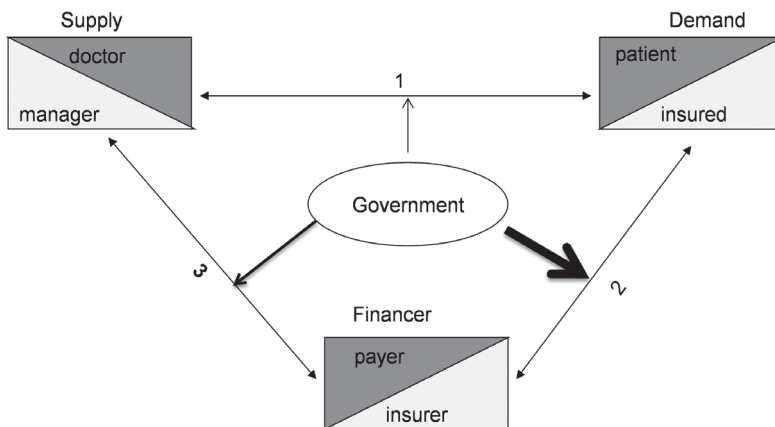 Supply
Demand
doctor
patient
1
manager
insured
Government
3
2
Financer
payer
insurer